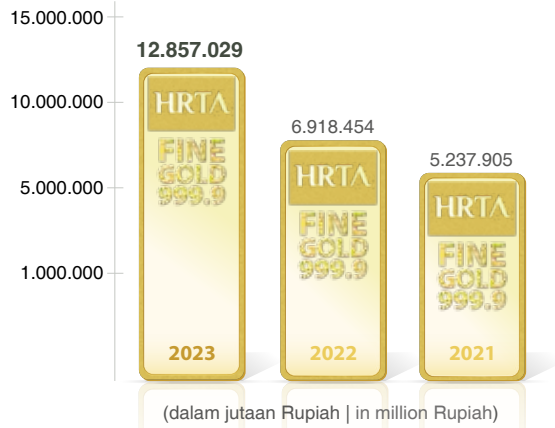 15.000.000
10.000.000
5.000.000
1.000.000
12.857.029
HRTA
FINE
GOLD
999.9
2023
6.918.454
HRTA
FINE
GOLD
999.9
2022
5.237.905
HRTA
FINE
GOLD
999.9
2021
(dalam jutaan Rupiah | in million Rupiah)